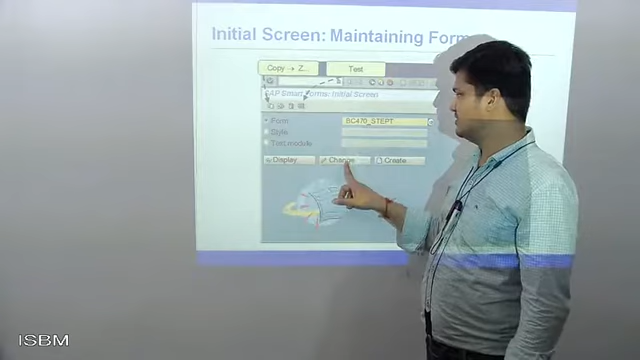 Initial Screen: Maintaining Form
Copy → Z...
Test
SAP Smart Forms: Initial Screen
Form
BC470_STEPT
Style
Text module
Display
Change
Create
ISBM